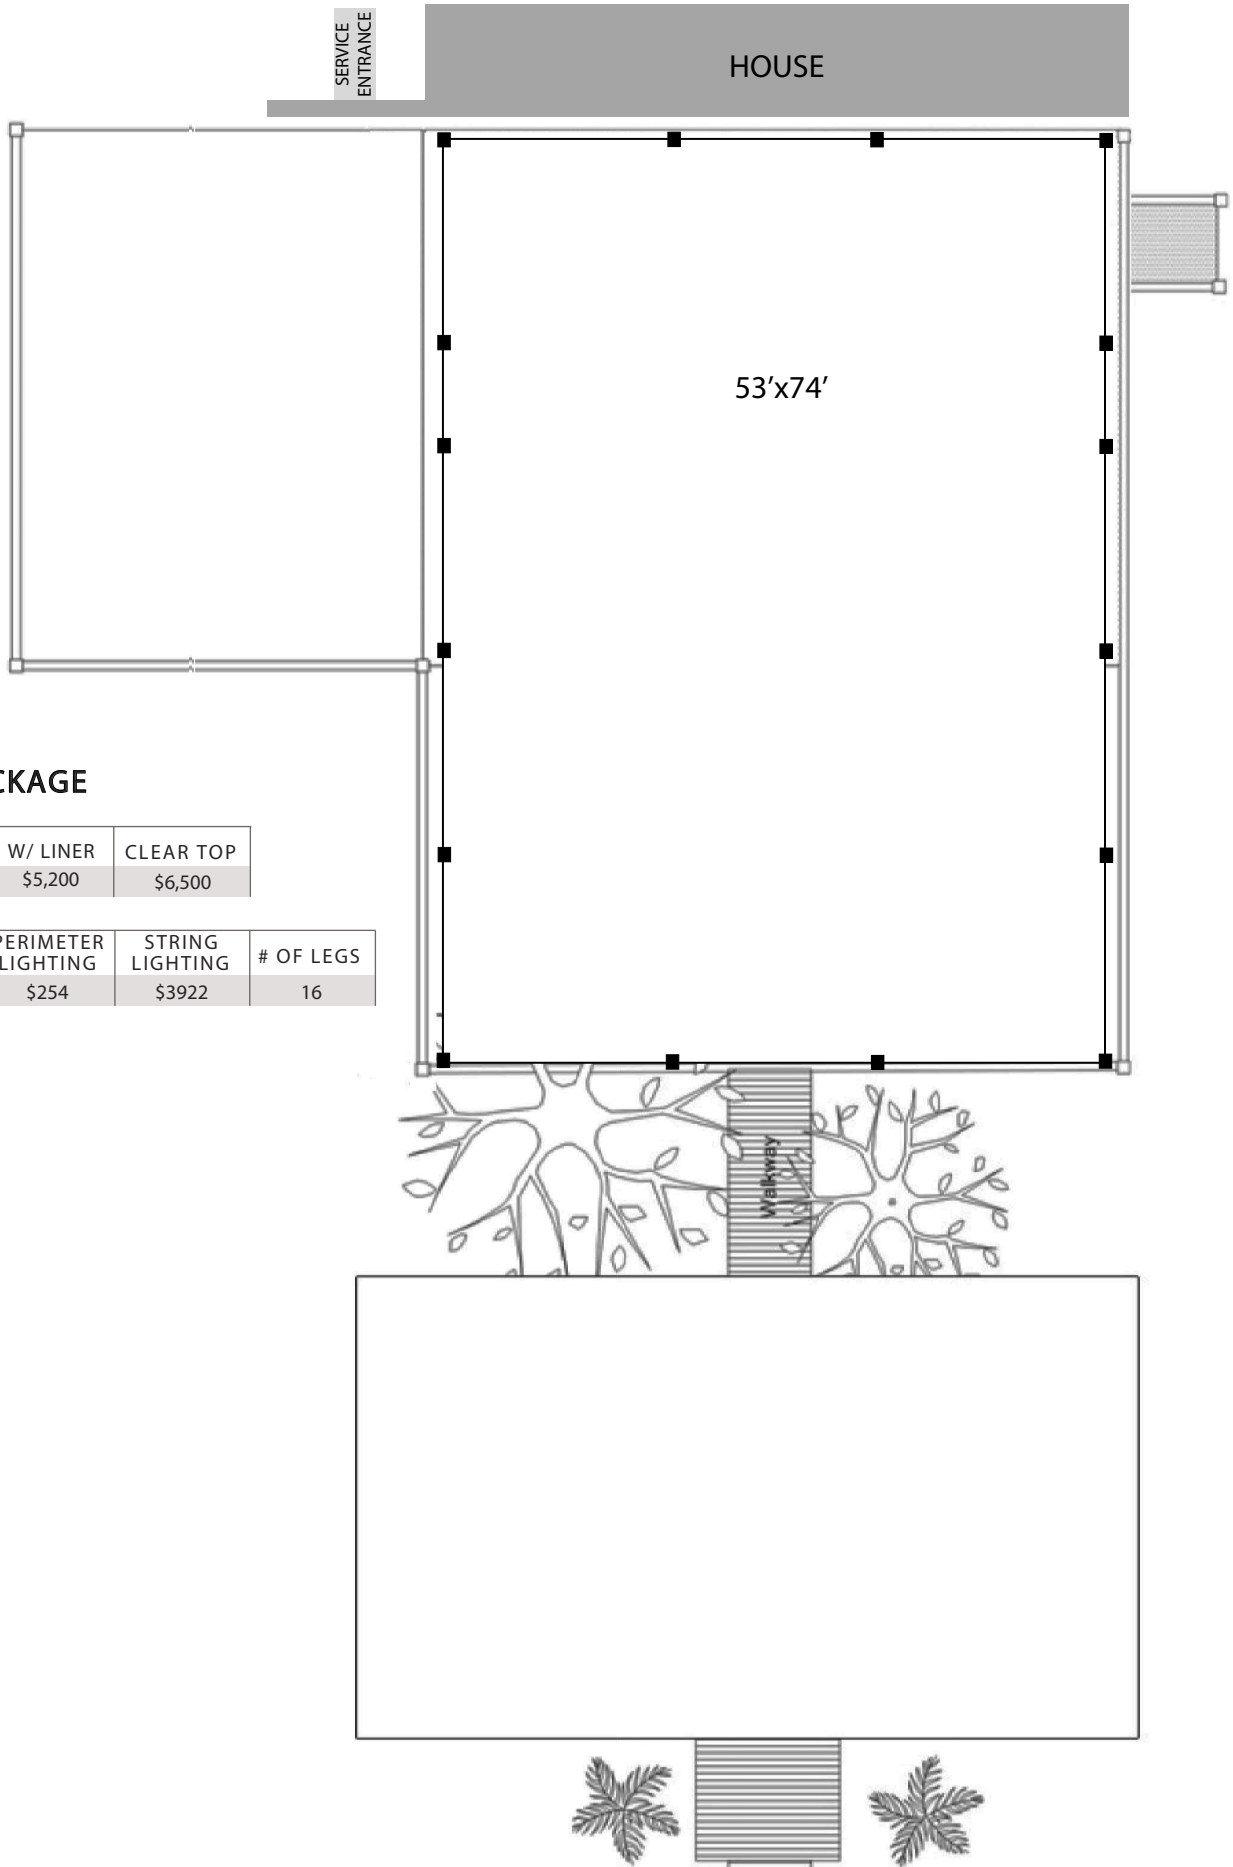 SERVICE
ENTRANCE
HOUSE
53’x74’
CKAGE
W/ LINER CLEAR TOP
$5,200 $6,500
PERIMETER STRING # OF LEGS
LIGHTING LIGHTING
$254 $3922 16
Walkway